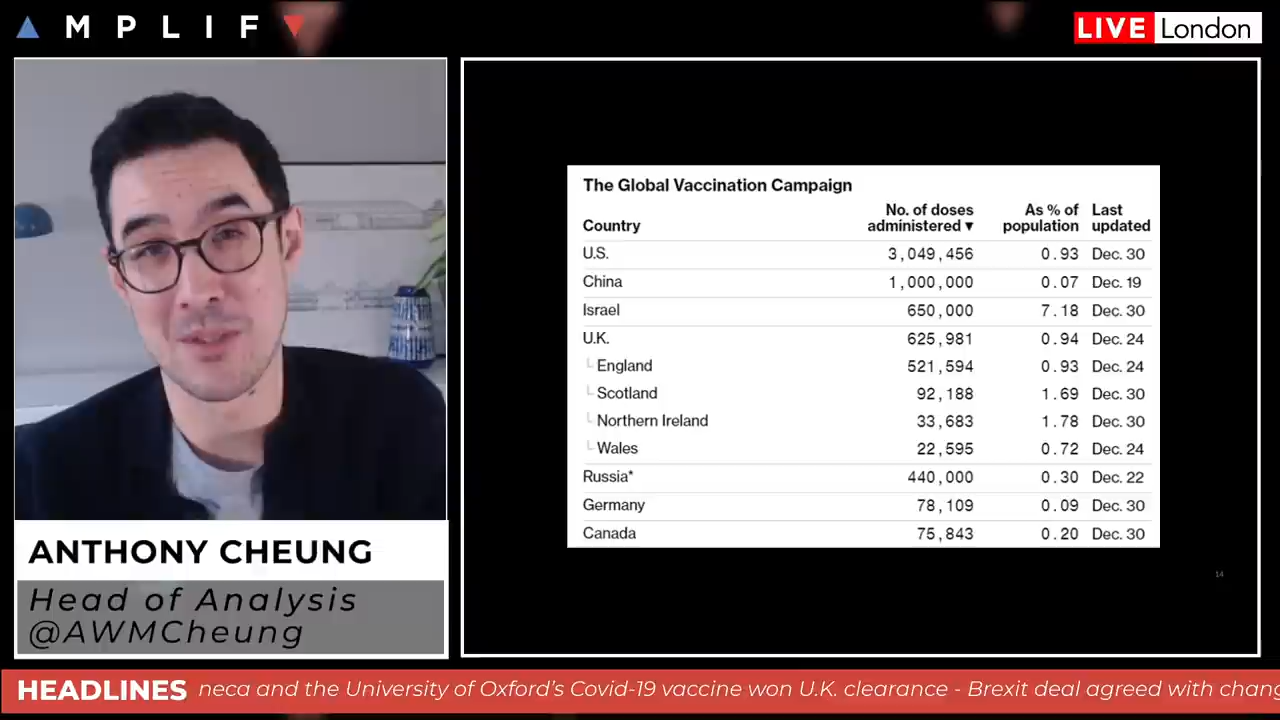 AMPLIFY
LIVE London
The Global Vaccination Campaign
Country No. of doses administered ▼ As % of population Last updated
U.S. 3,049,456 0.93 Dec. 30
China 1,000,000 0.07 Dec. 19
Israel 650,000 7.18 Dec. 30
U.K. 625,981 0.94 Dec. 24
England 521,594 0.93 Dec. 24
Scotland 92,188 1.69 Dec. 30
Northern Ireland 33,683 1.78 Dec. 30
Wales 22,595 0.72 Dec. 24
Russia* 440,000 0.30 Dec. 22
Germany 78,109 0.09 Dec. 30
Canada 75,843 0.20 Dec. 30
14
ANTHONY CHEUNG
Head of Analysis
@AWMCheung
HEADLINES neca and the University of Oxford's Covid-19 vaccine won U.K. clearance - Brexit deal agreed with chang